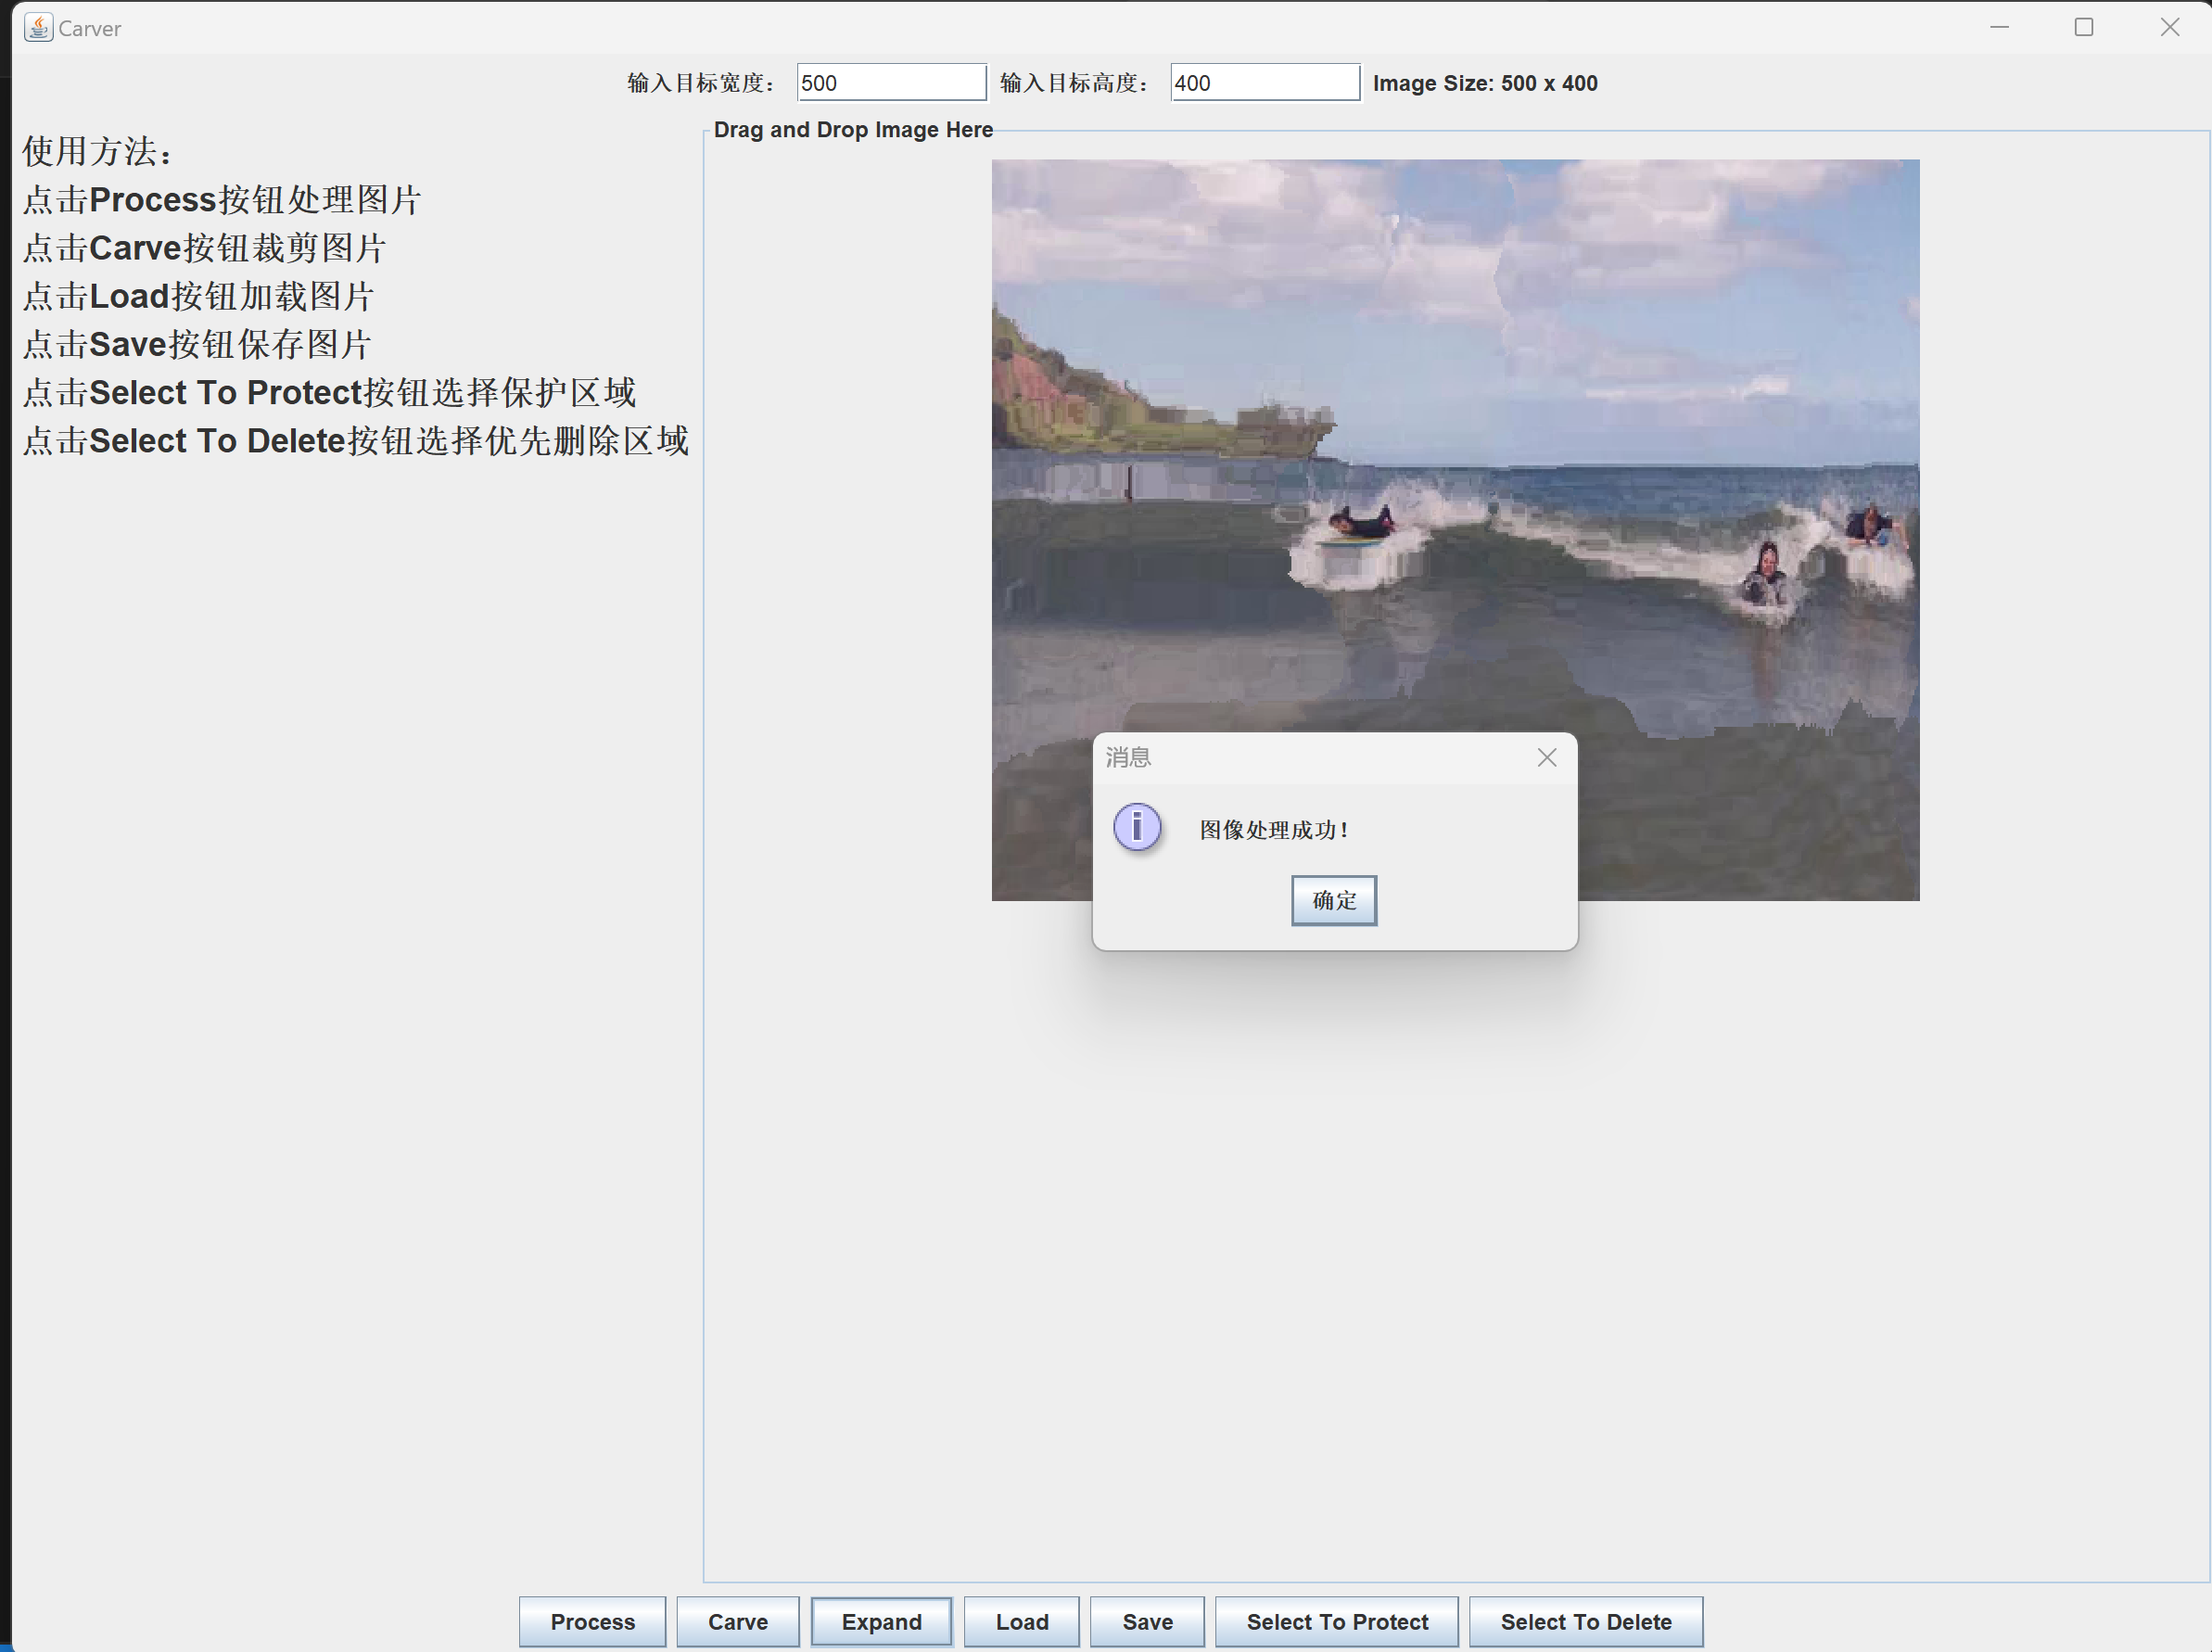 Carver
输入目标宽度： 500 输入目标高度： 400 Image Size: 500 x 400
使用方法：
点击Process按钮处理图片
点击Carve按钮裁剪图片
点击Load按钮加载图片
点击Save按钮保存图片
点击Select To Protect按钮选择保护区域
点击Select To Delete按钮选择优先删除区域
Drag and Drop Image Here
消息
图像处理成功！
确定
Process Carve Expand Load Save Select To Protect Select To Delete